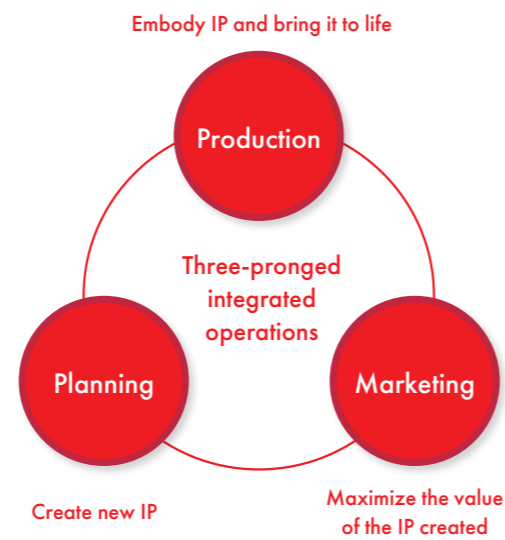 Embody IP and bring it to life
Production
Three-pronged
integrated
operations
Planning
Marketing
Create new IP
Maximize the value
of the IP created